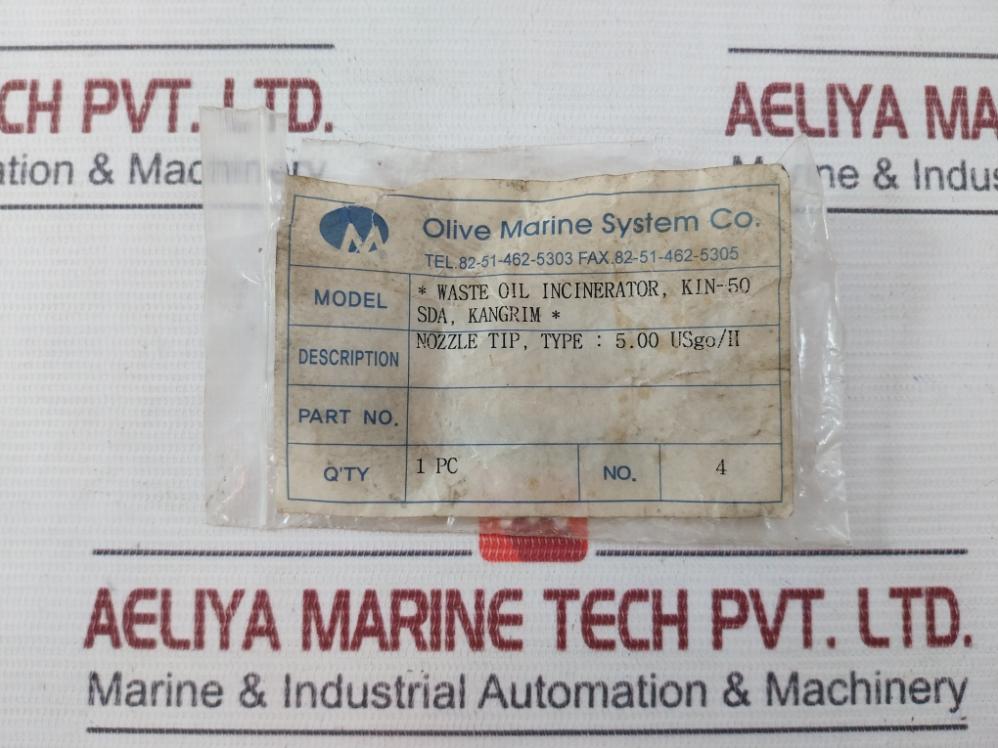 CH PVT. LTD.
AELIYA MA
ation & Machinery
Marine & Indus
Olive Marine System Co.
TEL.82-51-462-5303 FAX.82-51-462-5305
MODEL
* WASTE OIL INCINERATOR, KIN-50
SDA, KANGRIM *
DESCRIPTION
NOZZLE TIP, TYPE : 5.00 USgo/H
PART NO.
Q'TY
1 PC
NO.
4
AELIYA MARINE TECH PVT. LTD.
Marine & Industrial Automation & Machinery